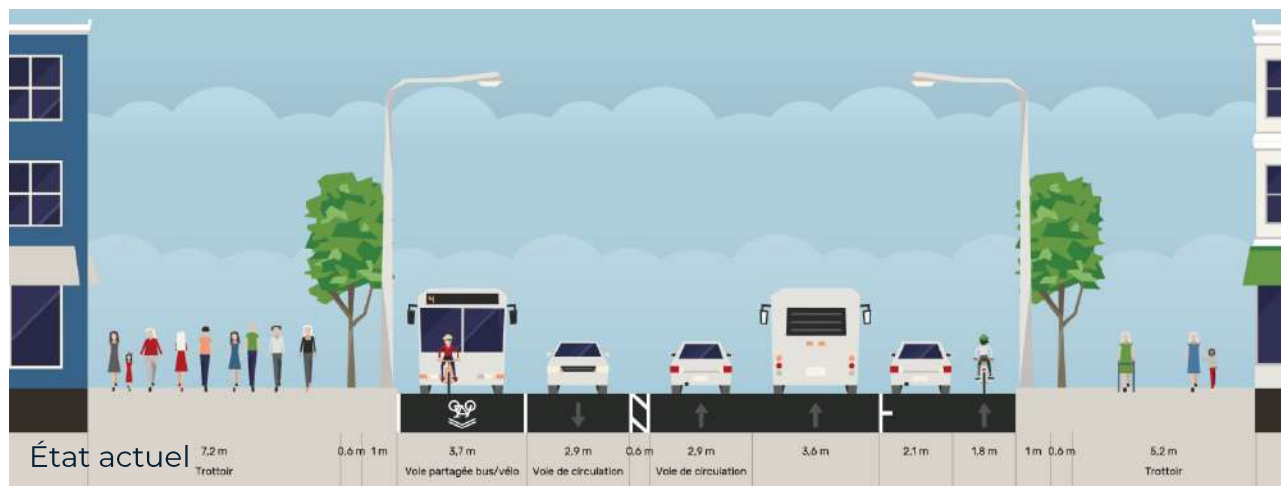 4
État actuel
7,2 m
0,6 m
1 m
3,7 m
2,9 m
0,6 m
2,9 m
3,6 m
2,1 m
1,8 m
1 m
0,6 m
5,2 m
Trottoir
Voie partagée bus/vélo
Voie de circulation
Voie de circulation
Trottoir